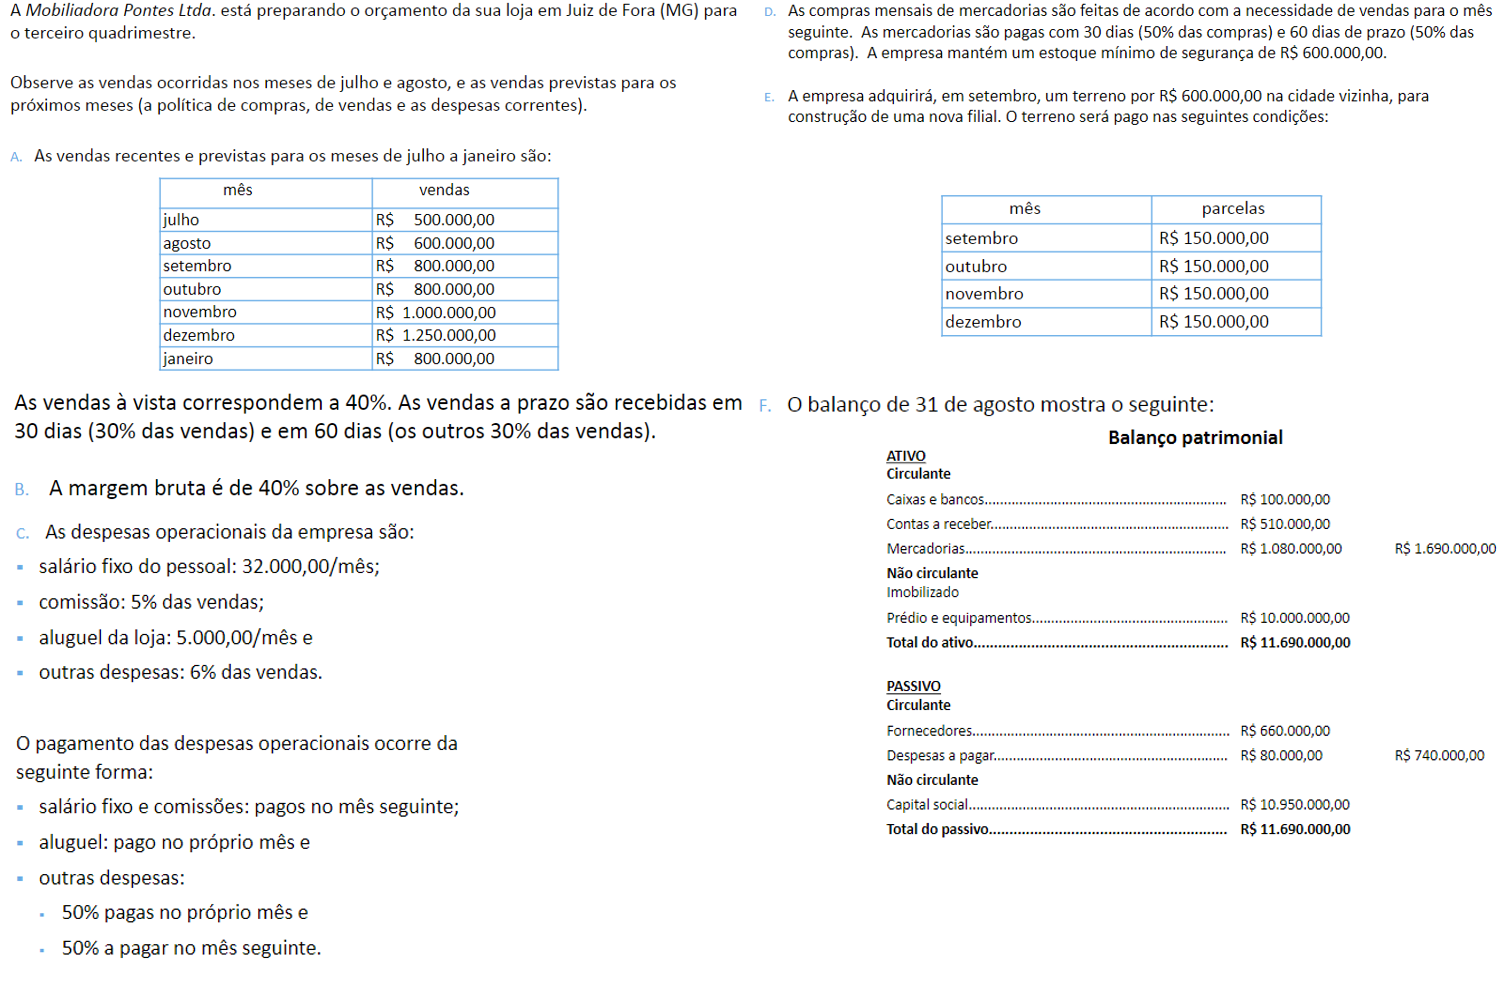 A Mobiliadora Pontes Ltda. está preparando o orçamento da sua loja em Juiz de Fora (MG) para
o terceiro quadrimestre.
Observe as vendas ocorridas nos meses de julho e agosto, e as vendas previstas para os
próximos meses (a política de compras, de vendas e as despesas correntes).
A. As vendas recentes e previstas para os meses de julho a janeiro são:
mês vendas
julho R$ 500.000,00
agosto R$ 600.000,00
setembro R$ 800.000,00
outubro R$ 800.000,00
novembro R$ 1.000.000,00
dezembro R$ 1.250.000,00
janeiro R$ 800.000,00
As vendas à vista correspondem a 40%. As vendas a prazo são recebidas em
30 dias (30% das vendas) e em 60 dias (os outros 30% das vendas).
B. A margem bruta é de 40% sobre as vendas.
C. As despesas operacionais da empresa são:
▪ salário fixo do pessoal: 32.000,00/mês;
▪ comissão: 5% das vendas;
▪ aluguel da loja: 5.000,00/mês e
▪ outras despesas: 6% das vendas.
O pagamento das despesas operacionais ocorre da
seguinte forma:
▪ salário fixo e comissões: pagos no mês seguinte;
▪ aluguel: pago no próprio mês e
▪ outras despesas:
▪ 50% pagas no próprio mês e
▪ 50% a pagar no mês seguinte.
D. As compras mensais de mercadorias são feitas de acordo com a necessidade de vendas para o mês
seguinte. As mercadorias são pagas com 30 dias (50% das compras) e 60 dias de prazo (50% das
compras). A empresa mantém um estoque mínimo de segurança de R$ 600.000,00.
E. A empresa adquirirá, em setembro, um terreno por R$ 600.000,00 na cidade vizinha, para
construção de uma nova filial. O terreno será pago nas seguintes condições:
mês parcelas
setembro R$ 150.000,00
outubro R$ 150.000,00
novembro R$ 150.000,00
dezembro R$ 150.000,00
F. O balanço de 31 de agosto mostra o seguinte:
Balanço patrimonial
ATIVO
Circulante
Caixas e bancos............................................................ R$ 100.000,00
Contas a receber............................................................ R$ 510.000,00
Mercadorias.................................................................. R$ 1.080.000,00 R$ 1.690.000,00
Não circulante
Imobilizado
Prédio e equipamentos.................................................. R$ 10.000.000,00
Total do ativo................................................................ R$ 11.690.000,00
PASSIVO
Circulante
Fornecedores................................................................. R$ 660.000,00
Despesas a pagar............................................................ R$ 80.000,00 R$ 740.000,00
Não circulante
Capital social.................................................................. R$ 10.950.000,00
Total do passivo............................................................ R$ 11.690.000,00